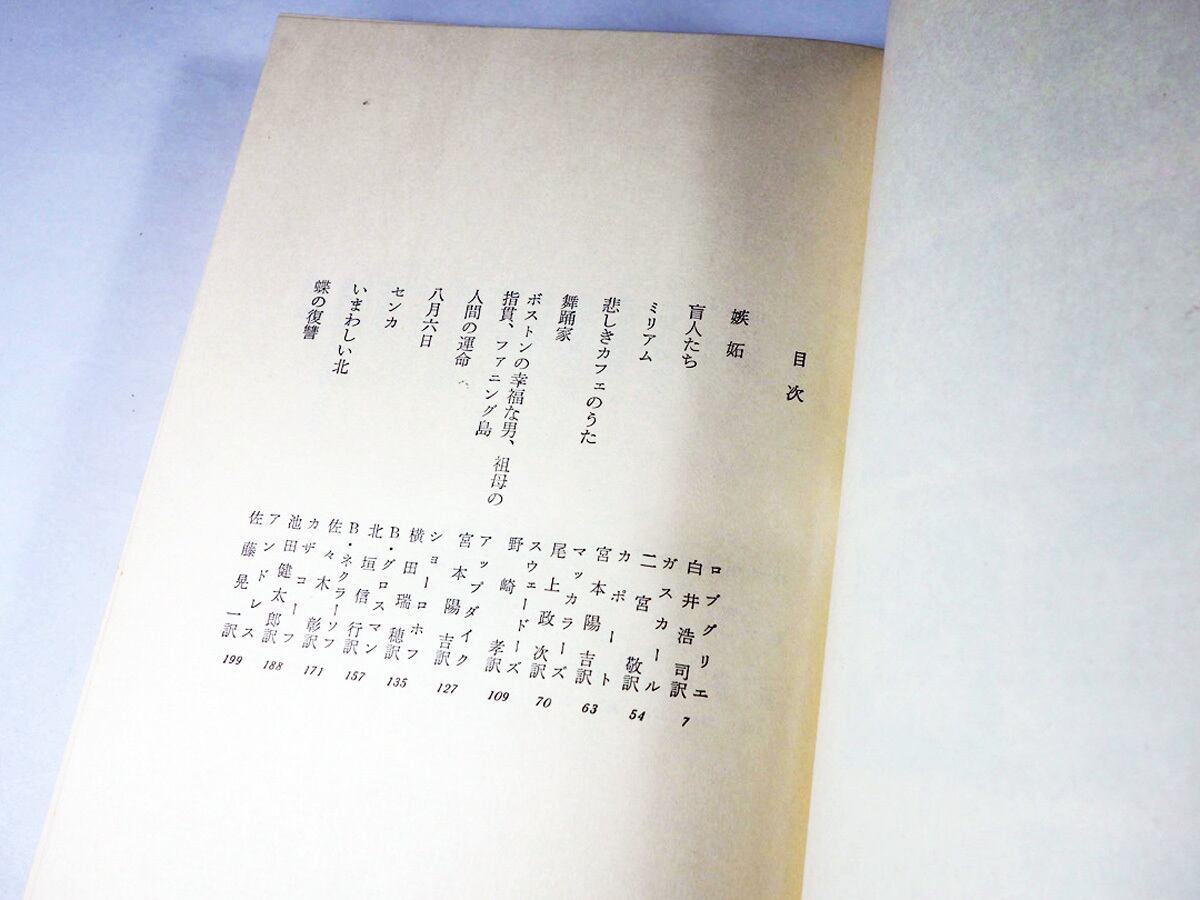 目次
嫉妬
ロブグリエ
白井浩司訳 7
盲人たち
ガスカール
二宮敬訳 54
ミリアム
カポート
宮本陽吉訳 63
悲しきカフェのうた
マッカラーズ
尾上政次訳 70
舞踊家
スウェードーズ
野崎孝訳 109
ボストンの幸福な男、祖母の
指貫、ファニング島
アップダイク
宮本陽吉訳 127
人間の運命
ショーロホフ
横田瑞穂訳 135
八月六日
B・グロスマン
北垣信行訳 157
センカ
B・ネクラーソフ
佐々木彰訳 171
いまわしい北
カザコーフ
池田健太郎訳 188
蝶の復讐
アンドレス
佐藤晃一訳 199